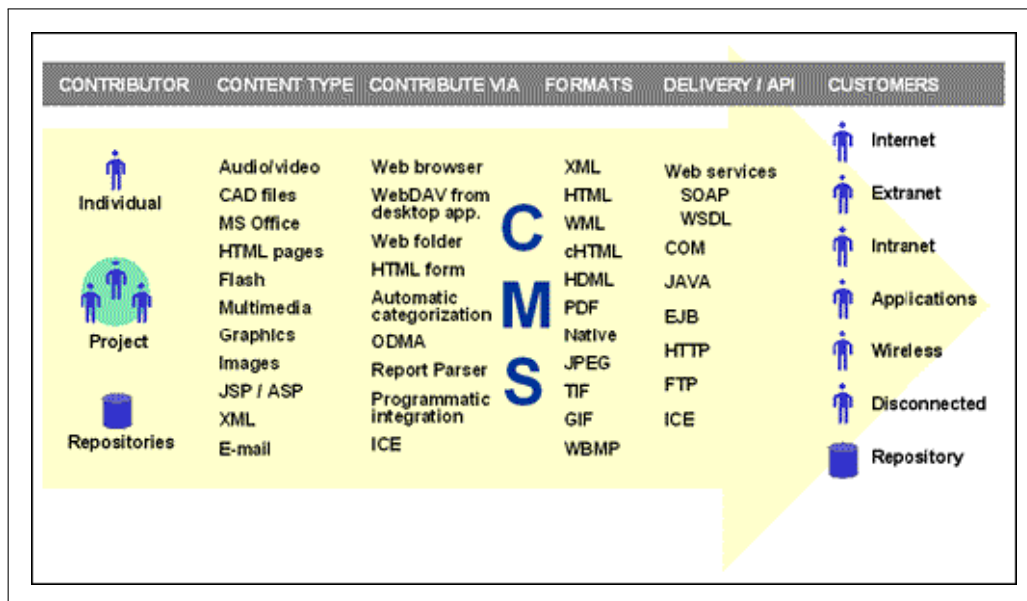 CONTRIBUTOR CONTENT TYPE CONTRIBUTE VIA FORMATS DELIVERY / API CUSTOMERS
Individual
Project
Repositories
Audio/video
CAD files
MS Office
HTML pages
Flash
Multimedia
Graphics
Images
JSP / ASP
XML
E-mail
Web browser
WebDAV from
desktop app.
Web folder
HTML form
Automatic
categorization
ODMA
Report Parser
Programmatic
integration
ICE
C
M
S
XML
HTML
WML
cHTML
HDML
PDF
Native
JPEG
TIF
GIF
WBMP
Web services
SOAP
WSDL
COM
JAVA
EJB
HTTP
FTP
ICE
Internet
Extranet
Intranet
Applications
Wireless
Disconnected
Repository